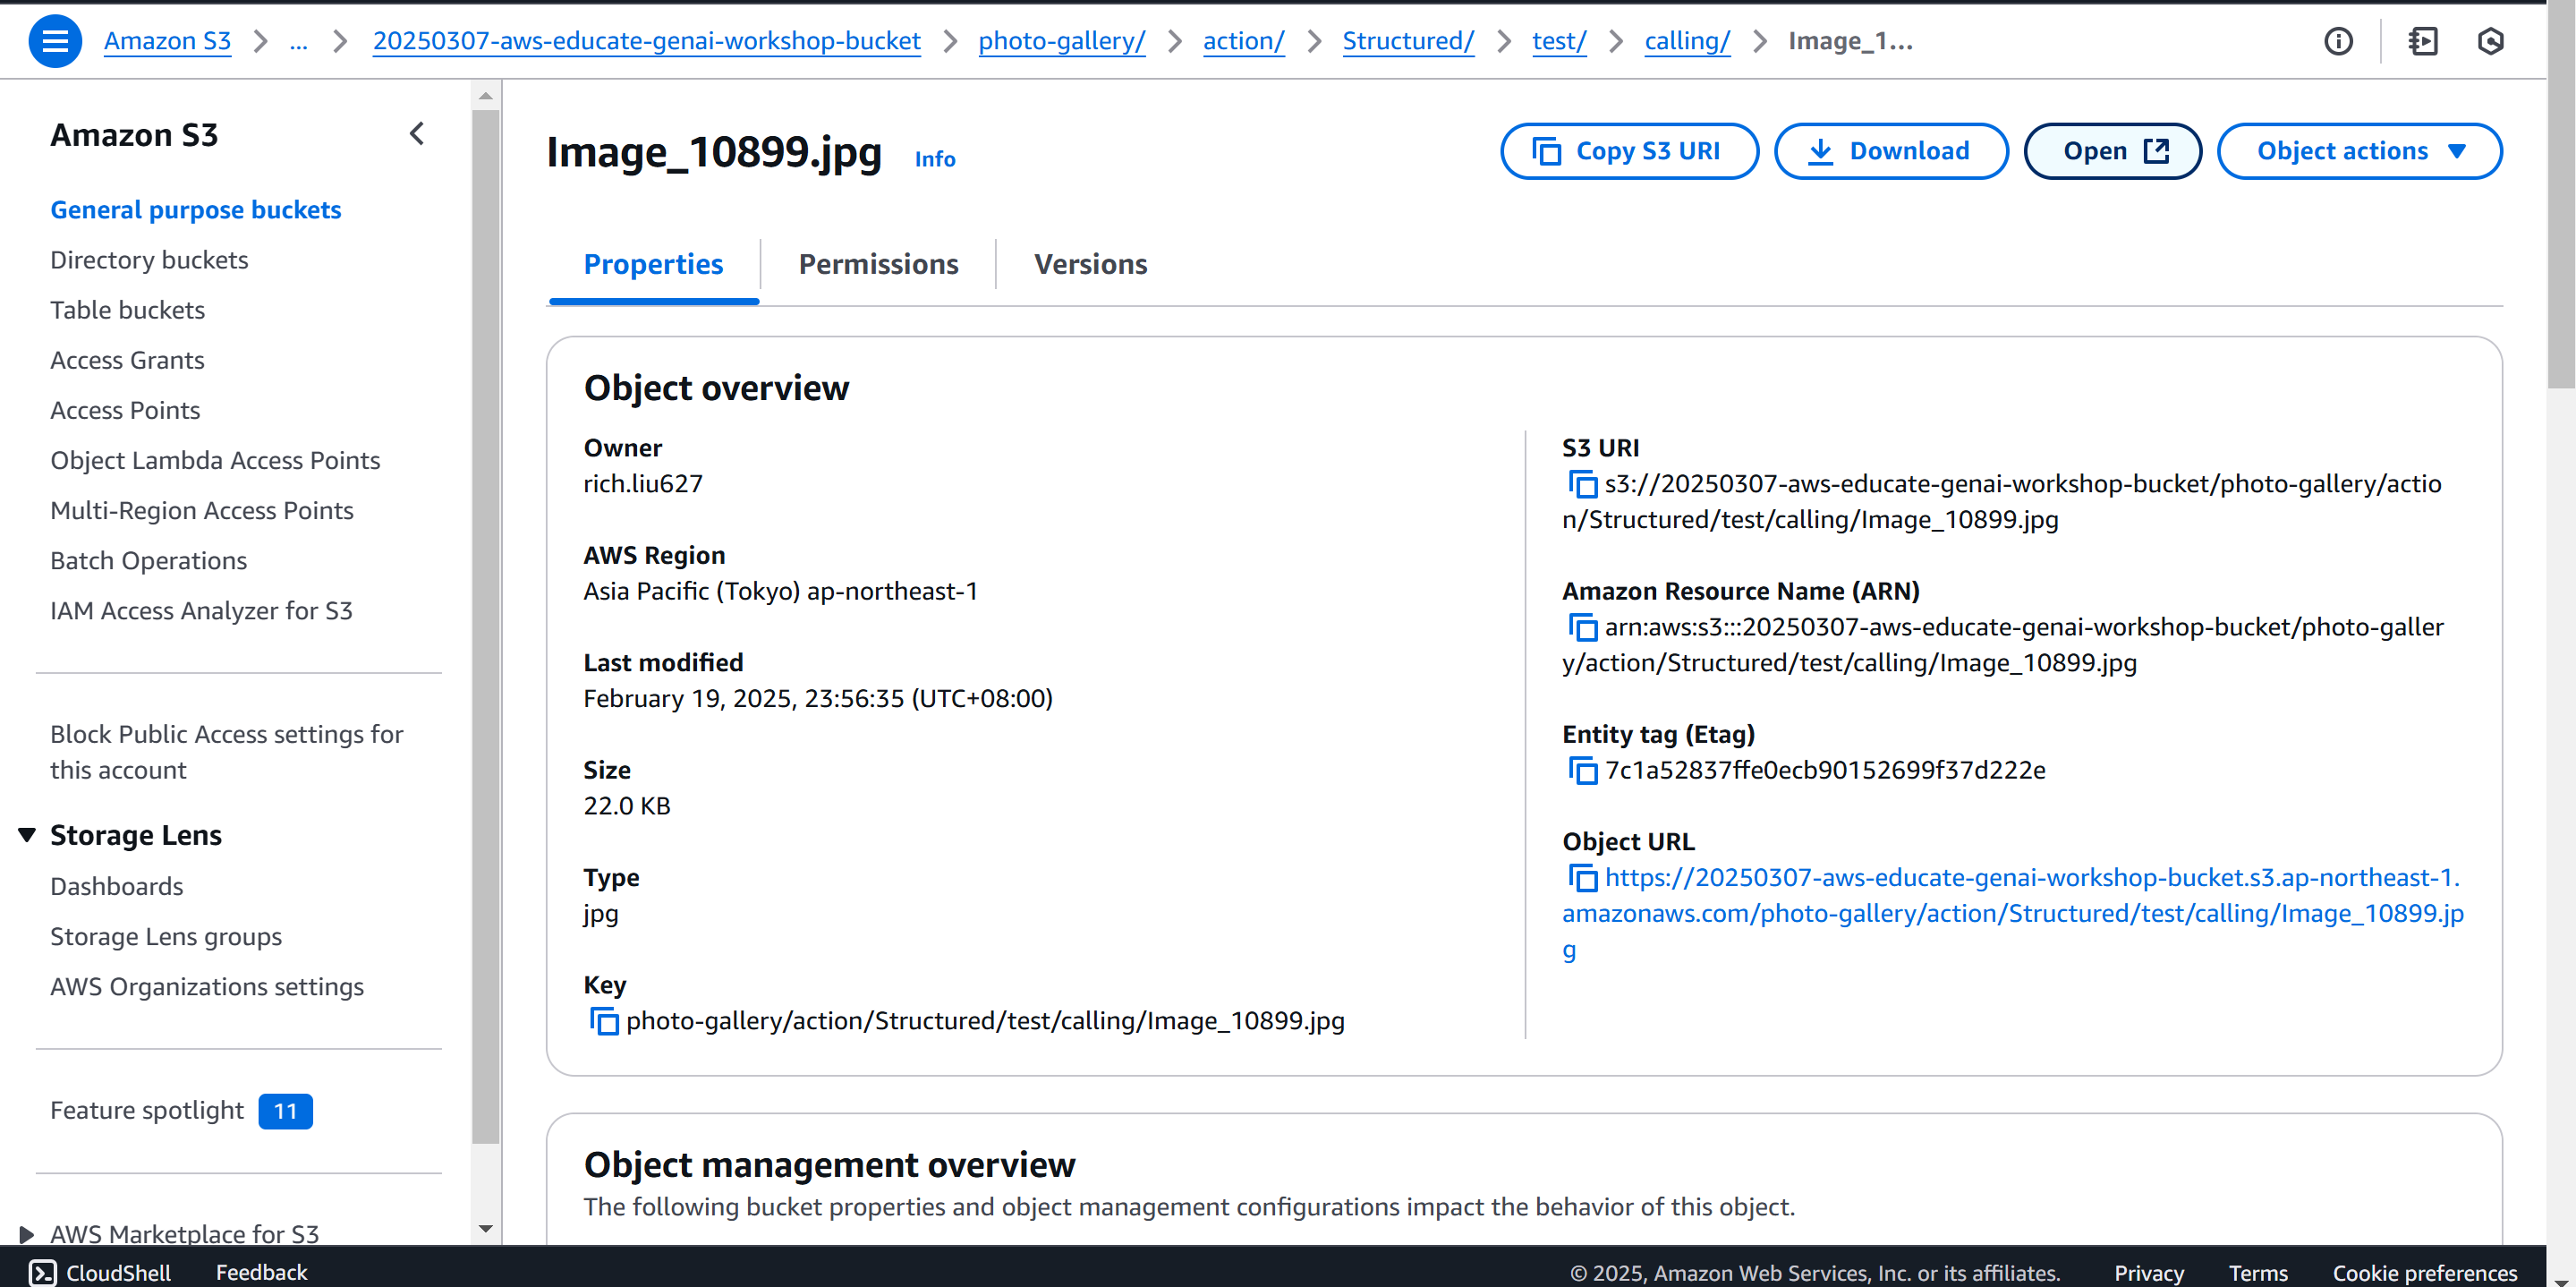 Amazon S3 > ... > 20250307-aws-educate-genai-workshop-bucket > photo-gallery/ > action/ > Structured/ > test/ > calling/ > Image_1...
Amazon S3
General purpose buckets
Directory buckets
Table buckets
Access Grants
Access Points
Object Lambda Access Points
Multi-Region Access Points
Batch Operations
IAM Access Analyzer for S3
Block Public Access settings for
this account
Storage Lens
Dashboards
Storage Lens groups
AWS Organizations settings
Feature spotlight 11
AWS Marketplace for S3
Image_10899.jpg Info
Copy S3 URI Download Open Object actions
Properties Permissions Versions
Object overview
Owner
rich.liu627
AWS Region
Asia Pacific (Tokyo) ap-northeast-1
Last modified
February 19, 2025, 23:56:35 (UTC+08:00)
Size
22.0 KB
Type
jpg
Key
photo-gallery/action/Structured/test/calling/Image_10899.jpg
S3 URI
s3://20250307-aws-educate-genai-workshop-bucket/photo-gallery/actio
n/Structured/test/calling/Image_10899.jpg
Amazon Resource Name (ARN)
arn:aws:s3:::20250307-aws-educate-genai-workshop-bucket/photo-galler
y/action/Structured/test/calling/Image_10899.jpg
Entity tag (Etag)
7c1a52837ffe0ecb90152699f37d222e
Object URL
https://20250307-aws-educate-genai-workshop-bucket.s3.ap-northeast-1.
amazonaws.com/photo-gallery/action/Structured/test/calling/Image_10899.jp
g
Object management overview
The following bucket properties and object management configurations impact the behavior of this object.
CloudShell Feedback © 2025, Amazon Web Services, Inc. or its affiliates. Privacy Terms Cookie preferences